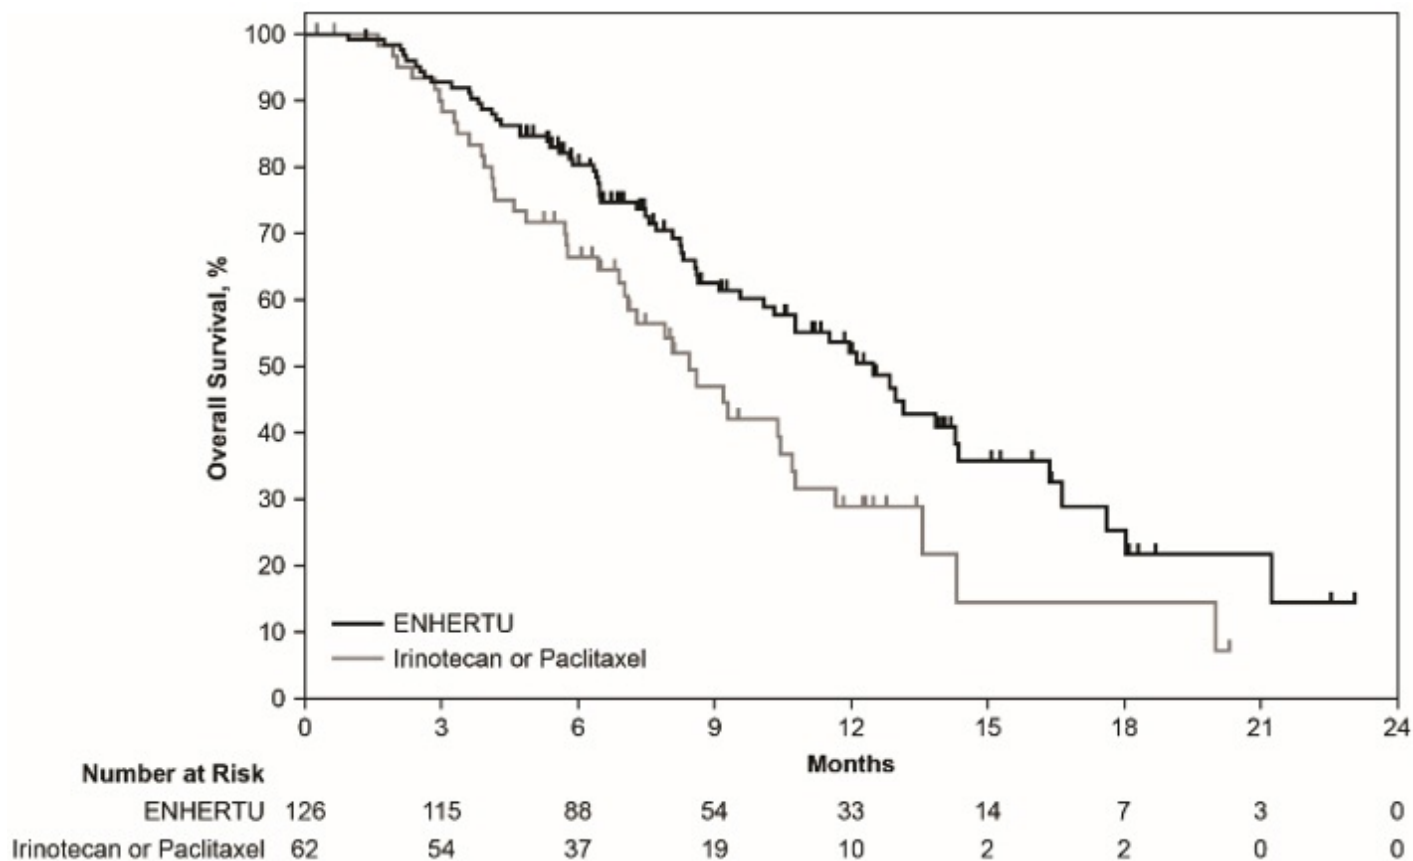 100
90
80
70
60
50
40
30
20
10
0
Overall Survival, %
ENHERTU
Irinotecan or Paclitaxel
0 3 6 9 12 15 18 21 24
Months
Number at Risk
ENHERTU 126 115 88 54 33 14 7 3 0
Irinotecan or Paclitaxel 62 54 37 19 10 2 2 0 0